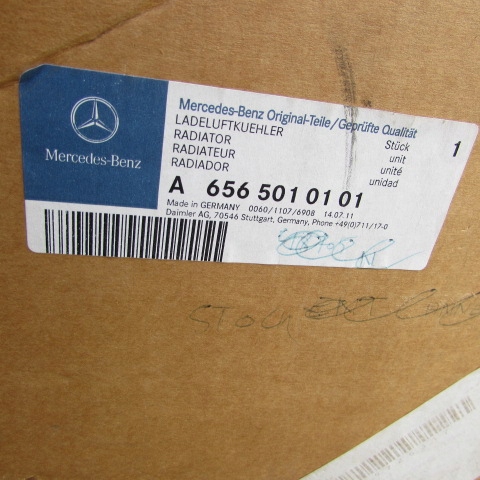 Mercedes-Benz
Mercedes-Benz Original-Teile/Geprüfte Qualität
LADELUFTKUEHLER Stück 1
RADIATOR unit
RADIATEUR unité
RADIADOR unidad
A 656 501 01 01
Made in GERMANY 0060/1107/6908 14.07.11
Daimler AG, 70546 Stuttgart, Germany, Phone +49(0)711/17-0
STOCK